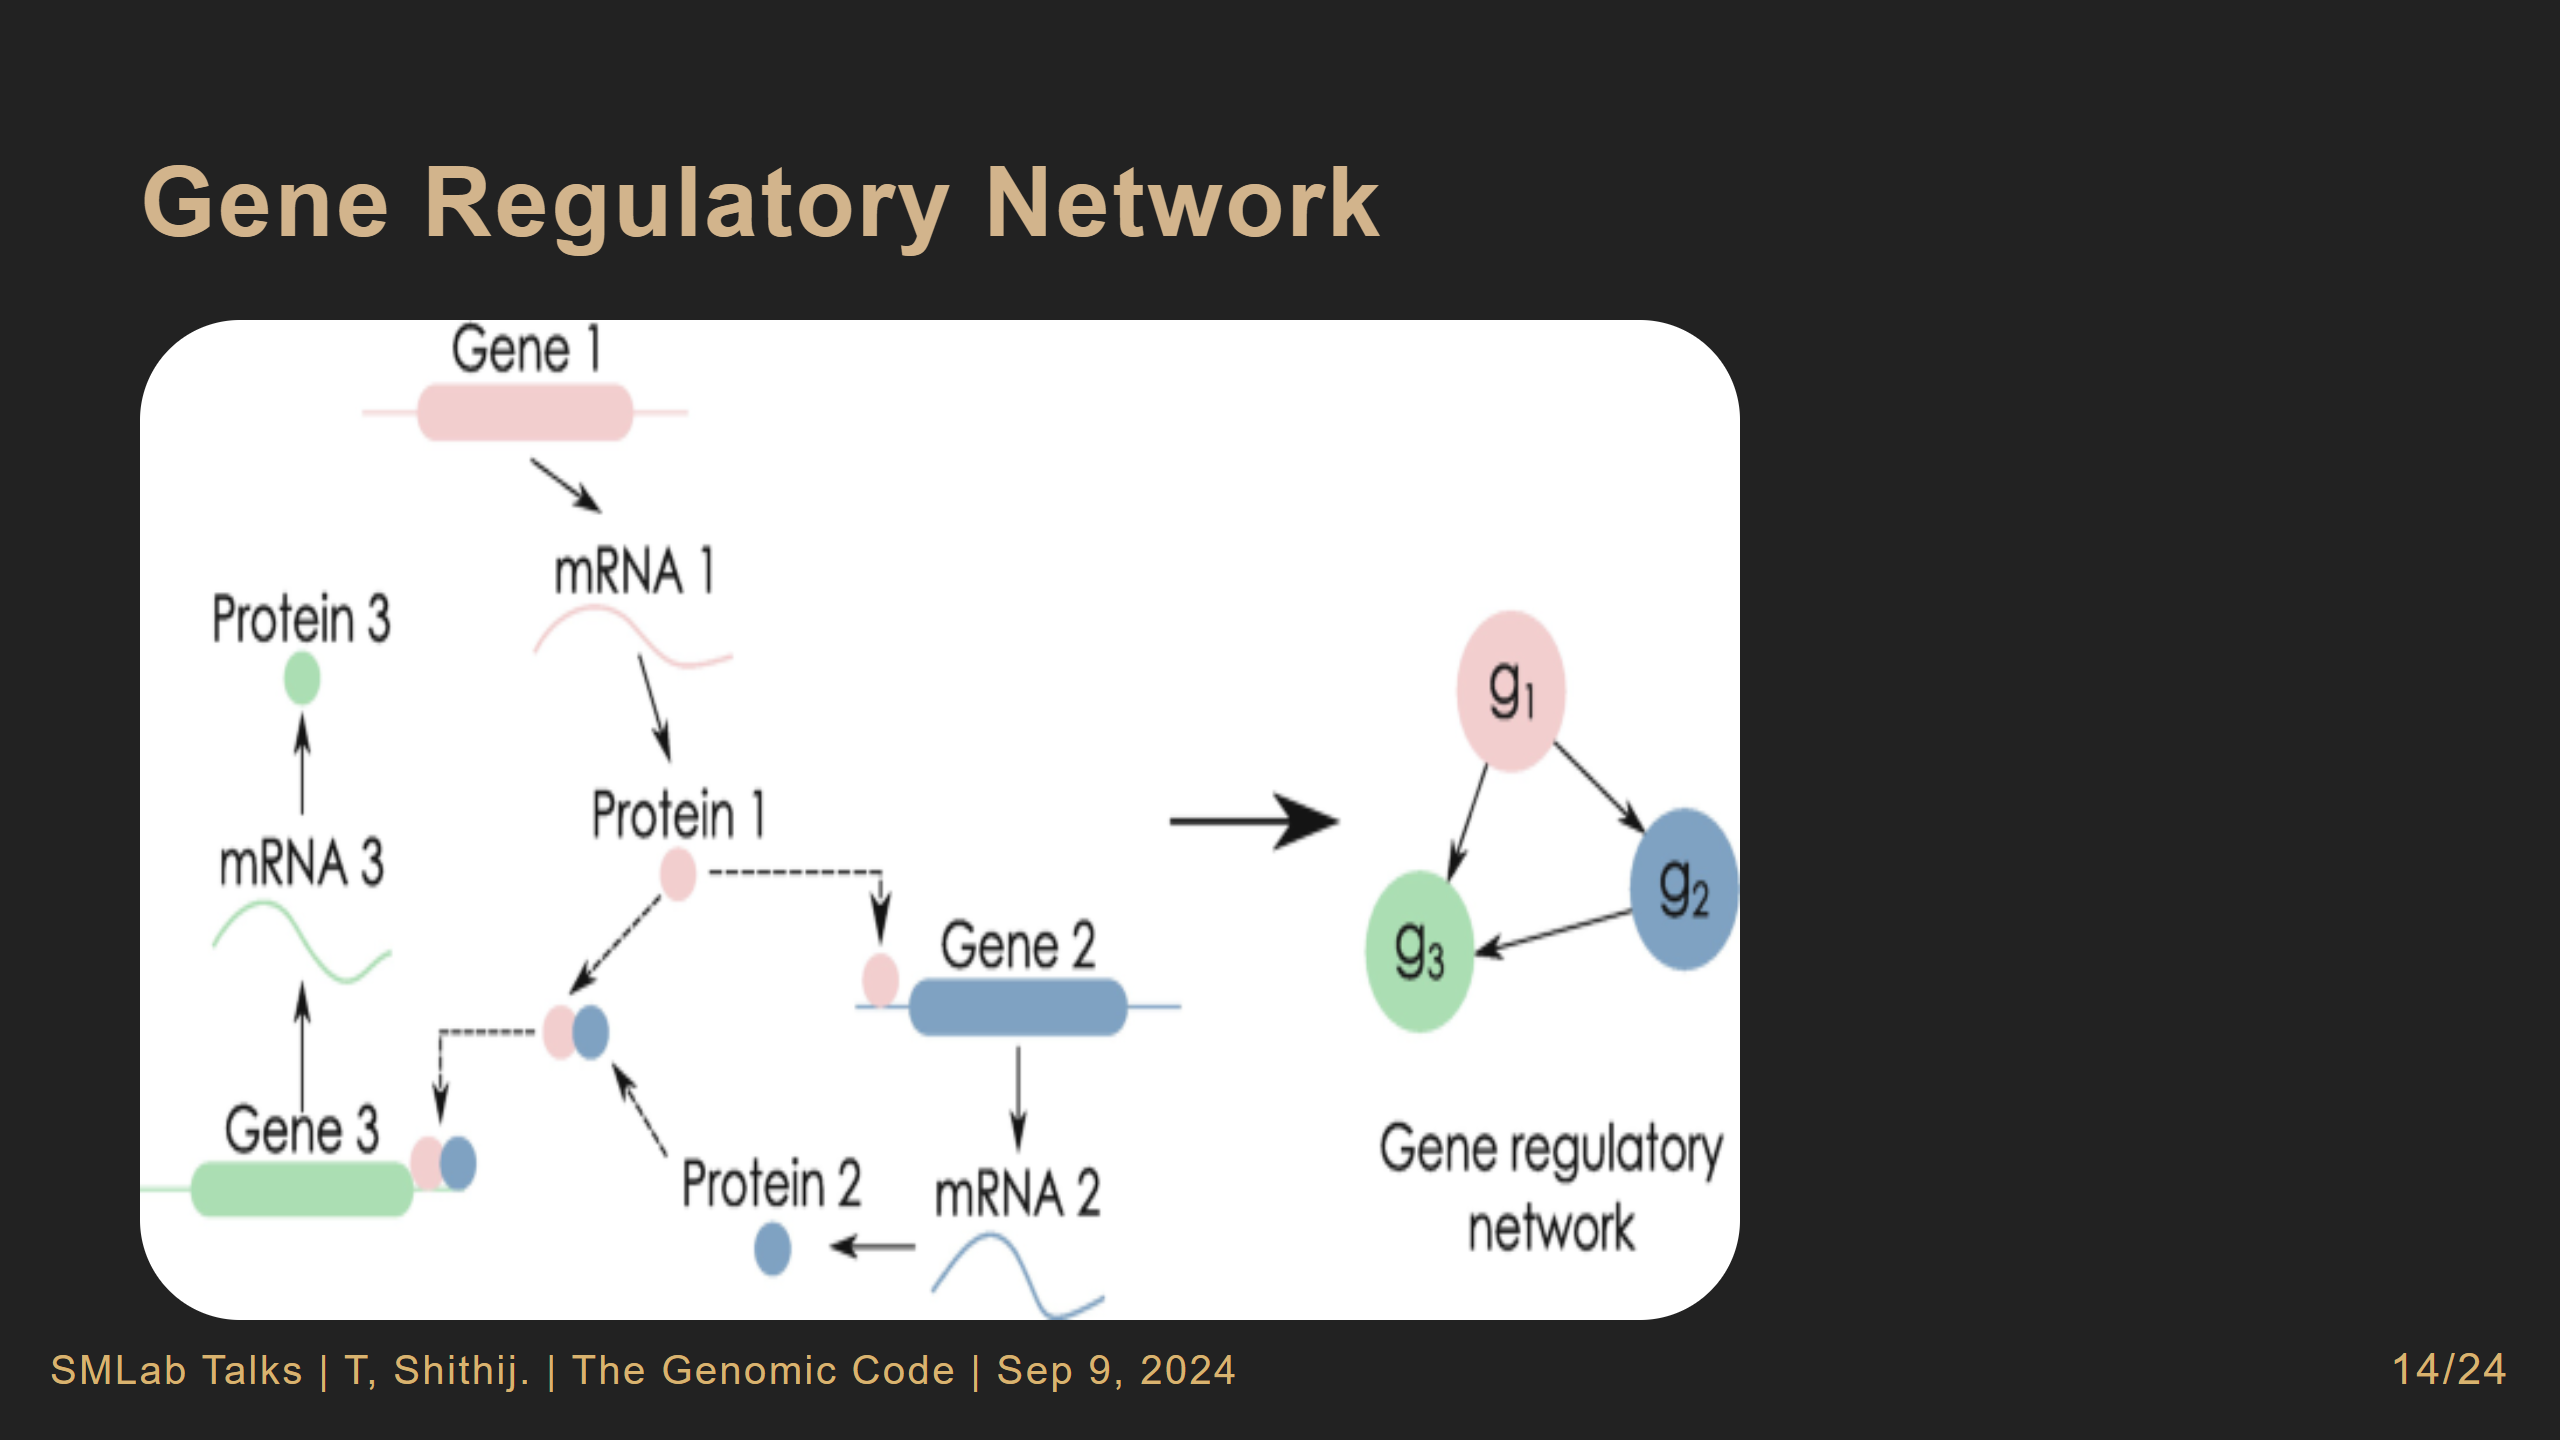 Gene Regulatory Network
Gene 1
mRNA 1
Protein 3
Protein 1
mRNA 3
Gene 2
Gene 3
Protein 2
mRNA 2
g1
g2
g3
Gene regulatory
network
SMLab Talks | T, Shithij. | The Genomic Code | Sep 9, 2024
14/24